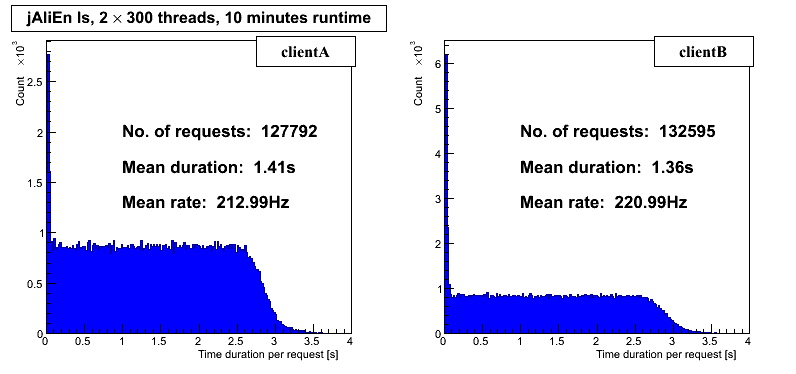 jAliEn ls, 2 × 300 threads, 10 minutes runtime
clientA
Count ×10³
2.5
2
1.5
1
0.5
0
No. of requests: 127792
Mean duration: 1.41s
Mean rate: 212.99Hz
0 0.5 1 1.5 2 2.5 3 3.5 4
Time duration per request [s]
clientB
Count ×10³
6
5
4
3
2
1
0
No. of requests: 132595
Mean duration: 1.36s
Mean rate: 220.99Hz
0 0.5 1 1.5 2 2.5 3 3.5 4
Time duration per request [s]